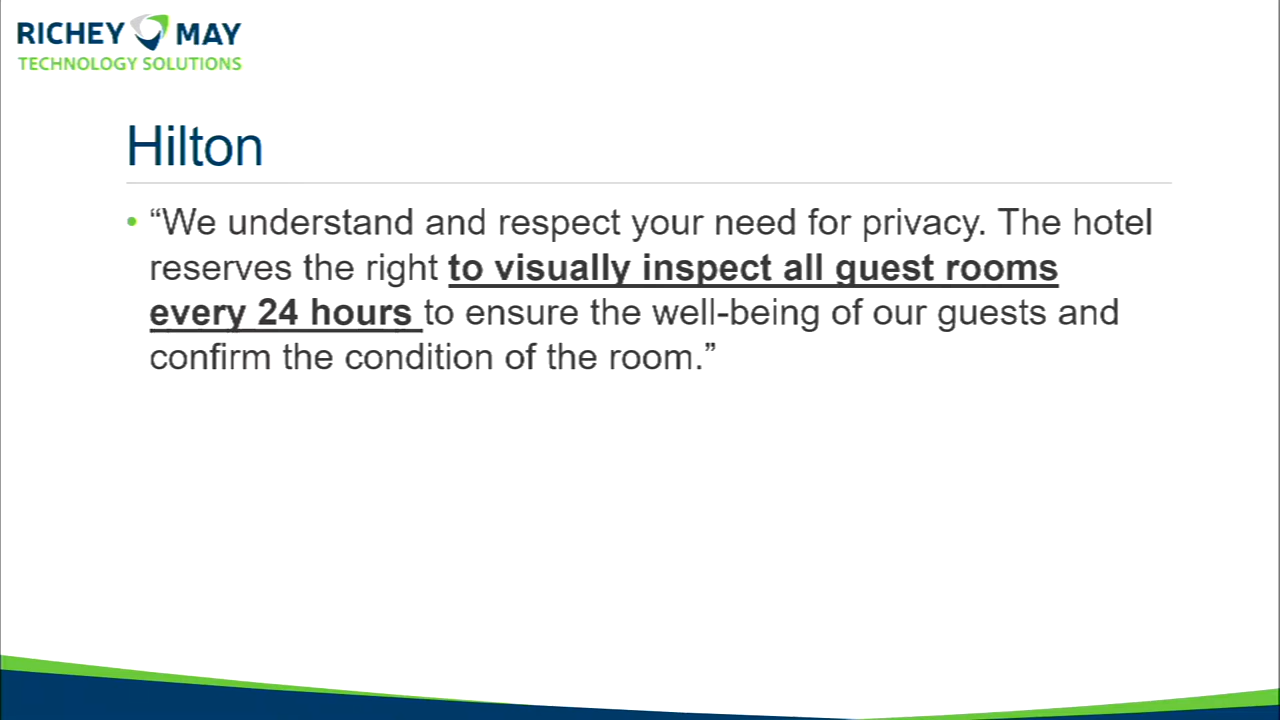 RICHEY MAY
TECHNOLOGY SOLUTIONS
Hilton
• “We understand and respect your need for privacy. The hotel
reserves the right to visually inspect all guest rooms
every 24 hours to ensure the well-being of our guests and
confirm the condition of the room.”